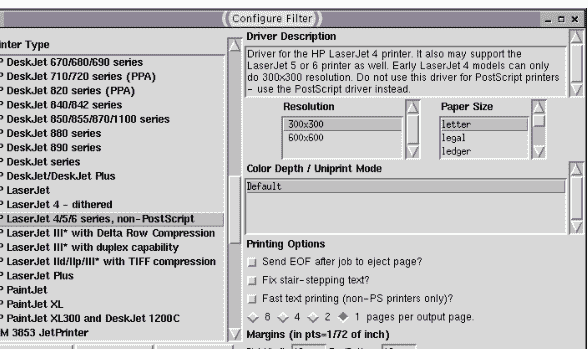 Configure Filter
inter Type
P DeskJet 670/680/690 series
P DeskJet 710/720 series (PPA)
P DeskJet 820 series (PPA)
P DeskJet 840/842 series
P DeskJet 850/855/870/1100 series
P DeskJet 880 series
P DeskJet 890 series
P DeskJet series
P DeskJet/DeskJet Plus
P LaserJet
P LaserJet 4 - dithered
P LaserJet 4/5/6 series, non-PostScript
P LaserJet III* with Delta Row Compression
P LaserJet III* with duplex capability
P LaserJet IId/IIp/III* with TIFF compression
P LaserJet Plus
P PaintJet
P PaintJet XL
P PaintJet XL300 and DeskJet 1200C
M 3853 JetPrinter
Driver Description
Driver for the HP LaserJet 4 printer. It also may support the
LaserJet 5 or 6 printer as well. Early LaserJet 4 models can only
do 300x300 resolution. Do not use this driver for PostScript printers
- use the PostScript driver instead.
Resolution
300x300
600x600
Paper Size
letter
legal
ledger
Color Depth / Uniprint Mode
Default
Printing Options
Send EOF after job to eject page?
Fix stair-stepping text?
Fast text printing (non-PS printers only)?
8 4 2 1 pages per output page.
Margins (in pts=1/72 of inch)